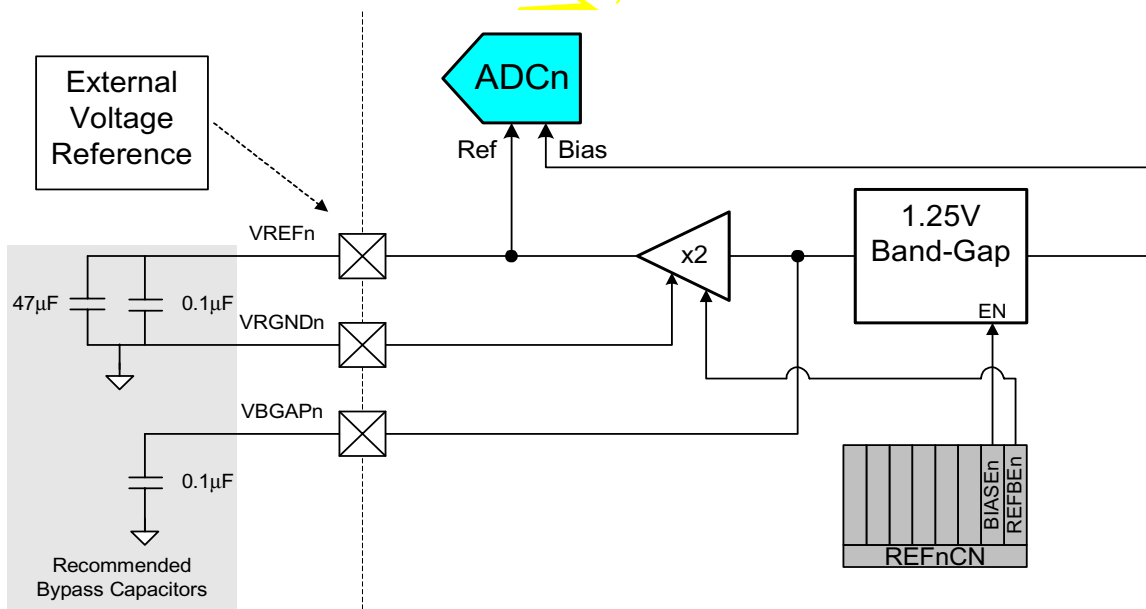 External
Voltage
Reference
ADCn
Ref
Bias
1.25V
Band-Gap
EN
x2
VREFn
47µF
0.1µF
VRGNDn
VBGAPn
0.1µF
BIASEn
REFBEn
REFnCN
Recommended
Bypass Capacitors